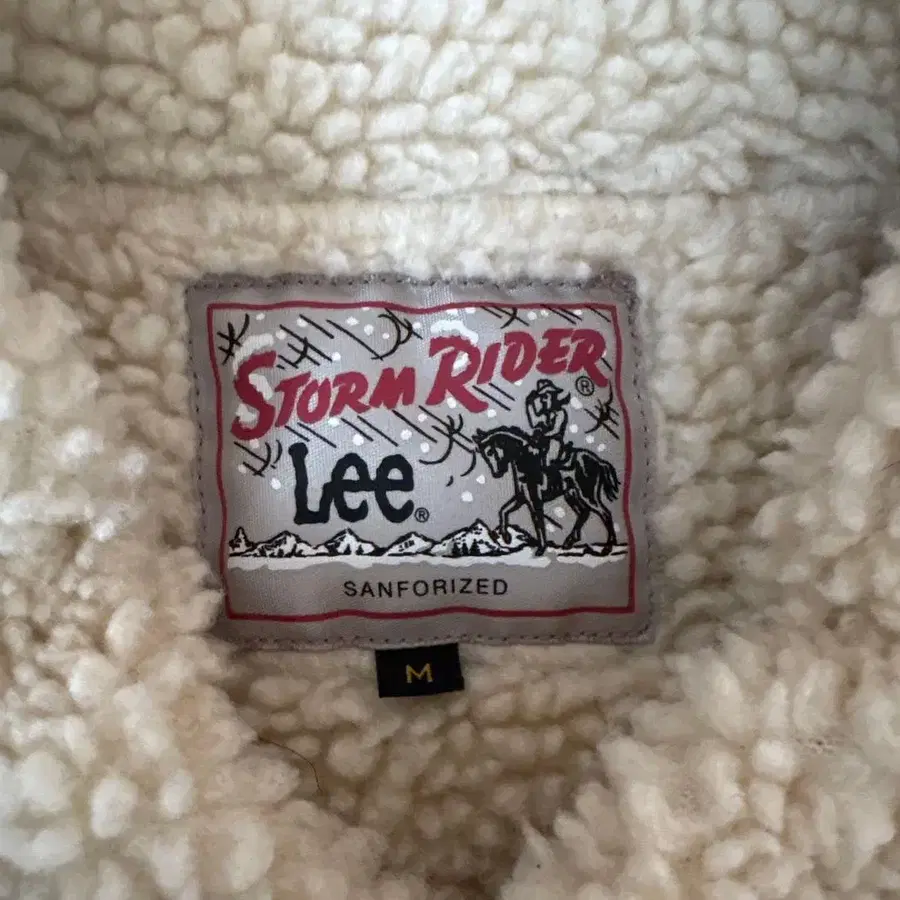 STORM RIDER®
Lee®
SANFORIZED
M